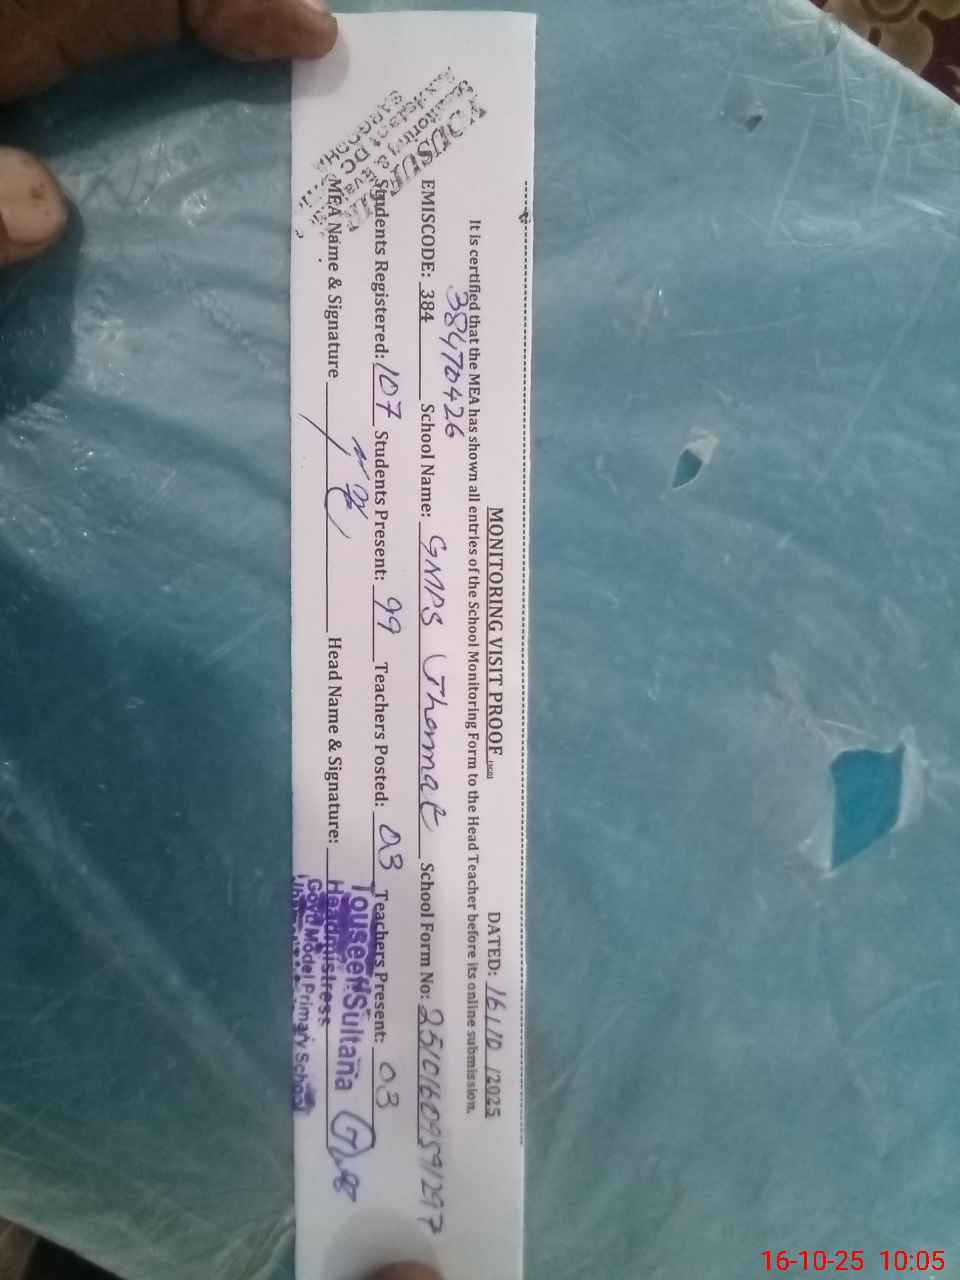 MONITORING VISIT PROOF
DATED: 16/10/2025
It is certified that the MEA has shown all entries of the School Monitoring Form to the Head Teacher before its online submission.
38470426
EMISCODE: 384 School Name: GMPS Thomat School Form No:
Students Registered: 107 Students Present: 99 Teachers Posted: 03 Teachers Present: 03
MEA Name & Signature Head Name & Signature:
Assistant
SARGODHA
Touseef Sultana
Headmistress
Govt Model Primary School
16-10-25 10:05